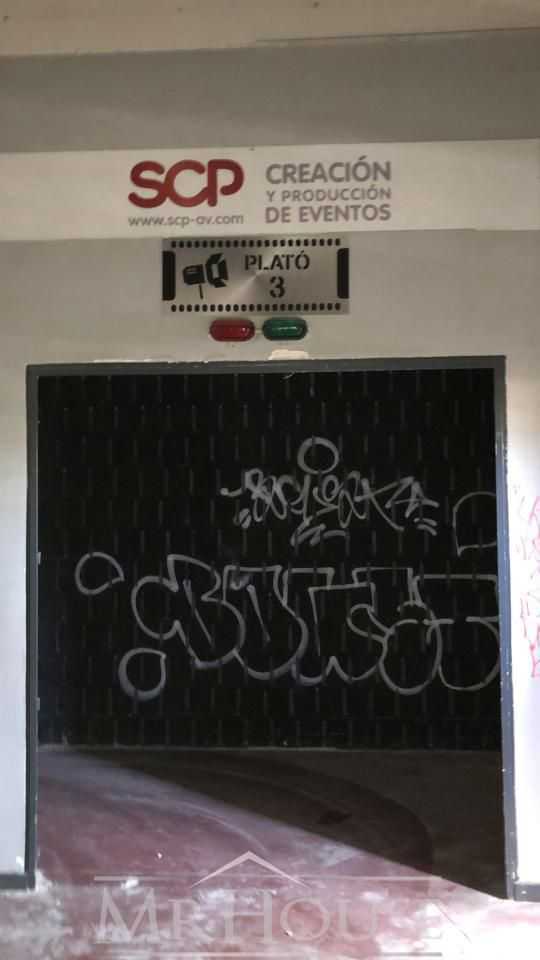 SCP
www.scp-av.com
CREACIÓN
Y PRODUCCIÓN
DE EVENTOS
PLATÓ
3
MR.HOUSE